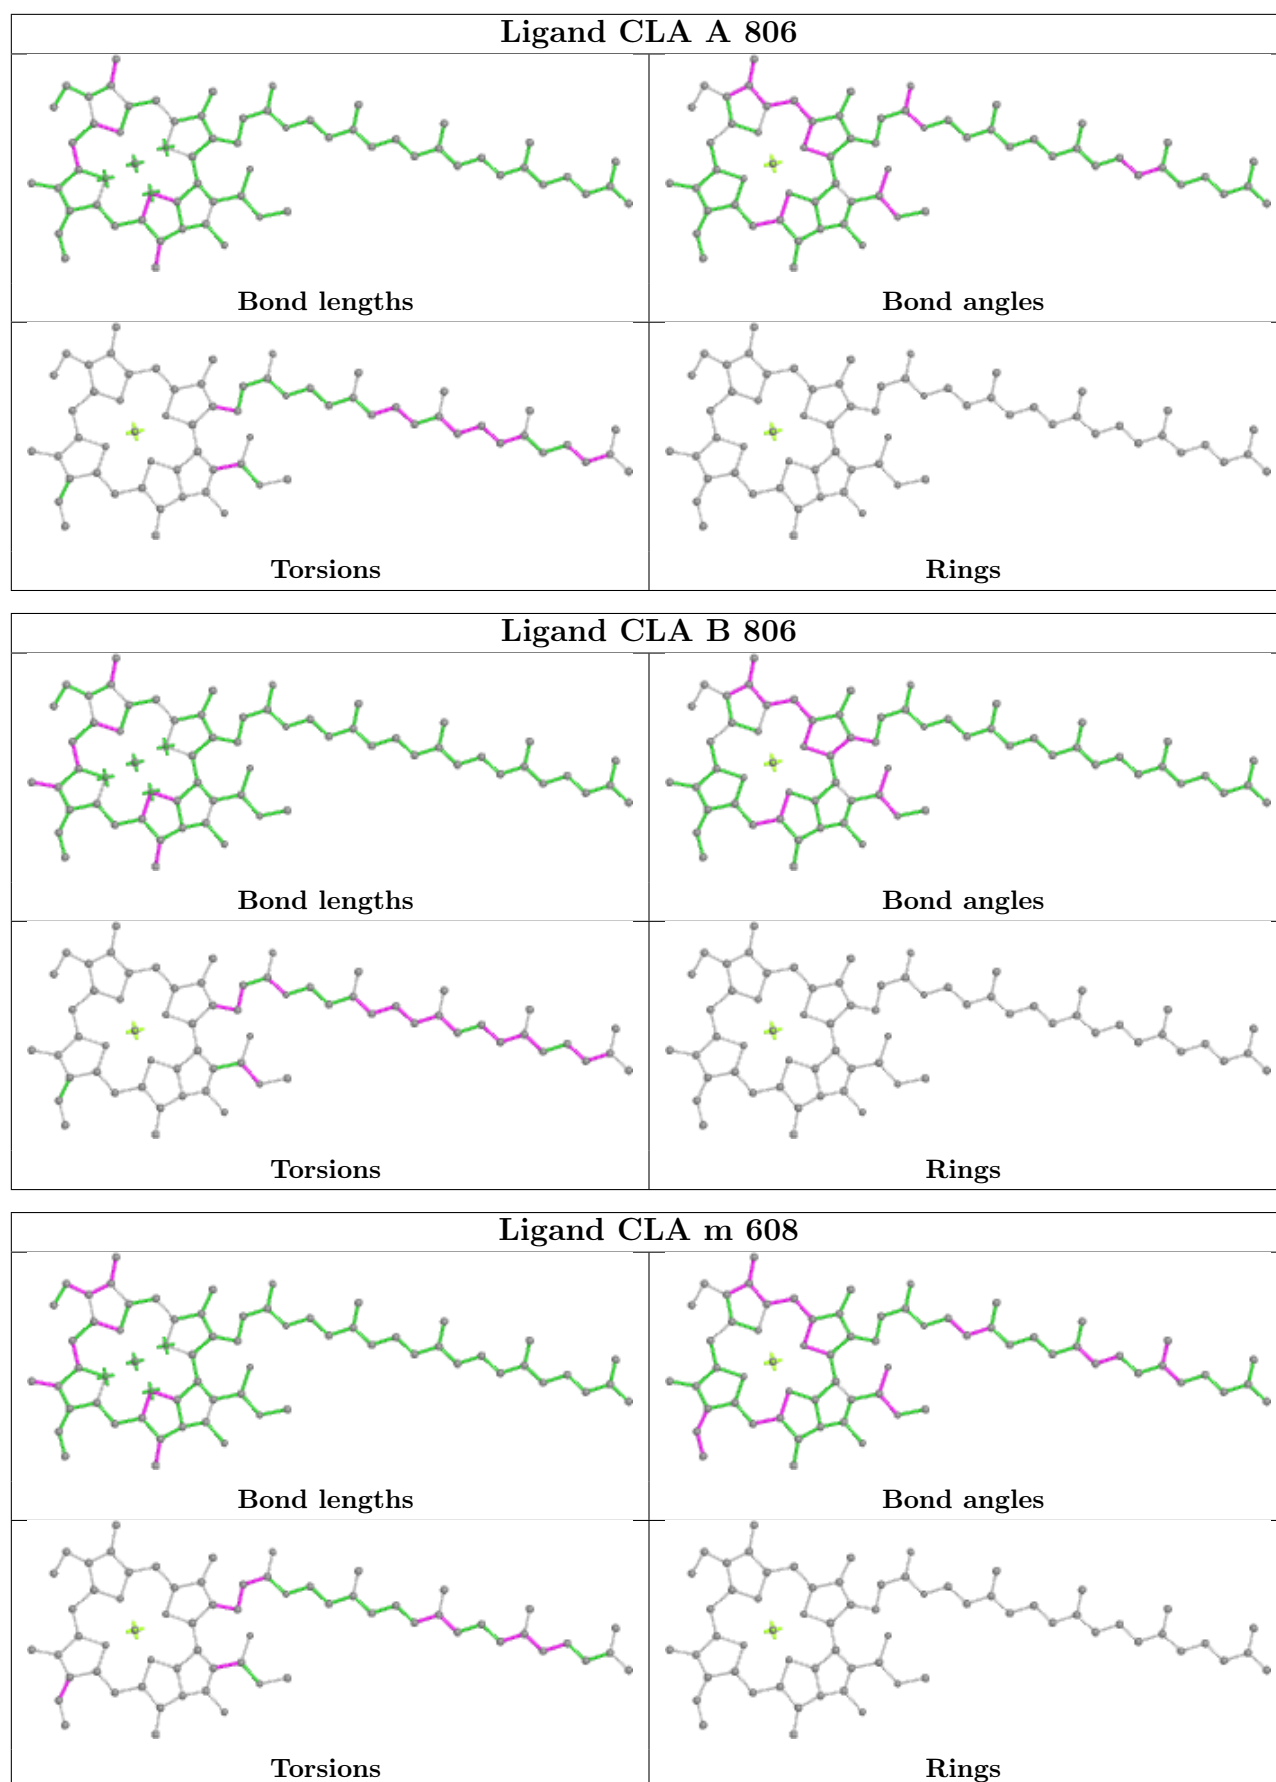 Ligand CLA A 806
Bond lengths
Bond angles
Torsions
Rings
Ligand CLA B 806
Bond lengths
Bond angles
Torsions
Rings
Ligand CLA m 608
Bond lengths
Bond angles
Torsions
Rings